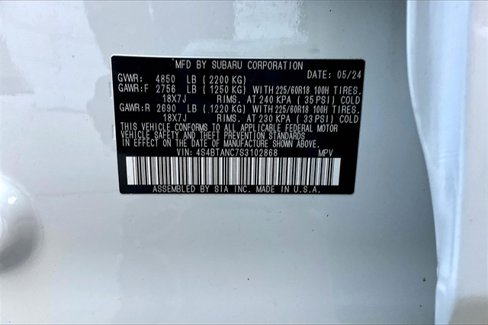 MFD BY SUBARU CORPORATION DATE: 05/24
GVWR: 4850 LB (2200 KG)
GAWR:F 2756 LB (1250 KG) WITH 225/60R18 100H TIRES.
18X7J RIMS. AT 240 KPA (35 PSI) COLD
GAWR:R 2690 LB (1220 KG) WITH 225/60R18 100H TIRES.
18X7J RIMS. AT 230 KPA (33 PSI) COLD
THIS VEHICLE CONFORMS TO ALL APPLICABLE FEDERAL MOTOR
VEHICLE SAFETY AND THEFT PREVENTION STANDARDS
IN EFFECT ON THE DATE OF MANUFACTURE SHOWN ABOVE.
VIN: 4S4BTANC7S3102868 MPV
ASSEMBLED BY SIA INC. MADE IN U.S.A.